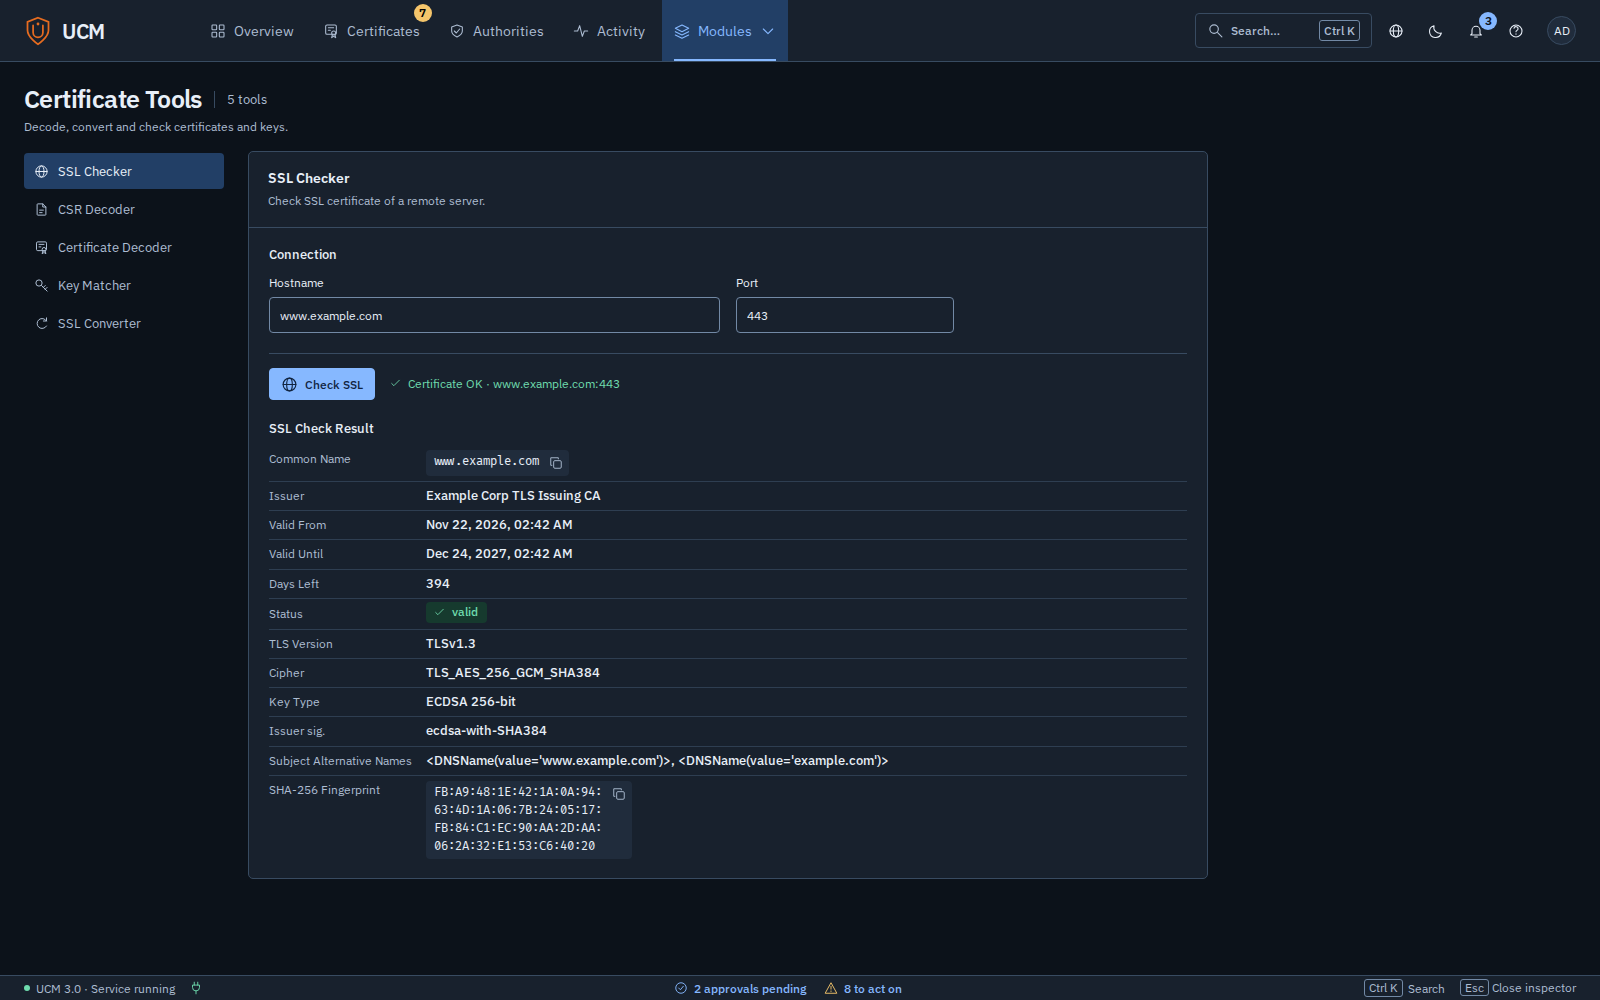 UCM
Overview
Certificates
7
Authorities
Activity
Modules
Search...
Ctrl K
3
AD
Certificate Tools
5 tools
Decode, convert and check certificates and keys.
SSL Checker
CSR Decoder
Certificate Decoder
Key Matcher
SSL Converter
SSL Checker
Check SSL certificate of a remote server.
Connection
Hostname
Port
www.example.com
443
Check SSL
Certificate OK · www.example.com:443
SSL Check Result
Common Name
www.example.com
Issuer
Example Corp TLS Issuing CA
Valid From
Nov 22, 2026, 02:42 AM
Valid Until
Dec 24, 2027, 02:42 AM
Days Left
394
Status
valid
TLS Version
TLSv1.3
Cipher
TLS_AES_256_GCM_SHA384
Key Type
ECDSA 256-bit
Issuer sig.
ecdsa-with-SHA384
Subject Alternative Names
<DNSName(value='www.example.com')>, <DNSName(value='example.com')>
SHA-256 Fingerprint
FB:A9:48:1E:42:1A:0A:94:
63:4D:1A:06:7B:24:05:17:
FB:84:C1:EC:90:AA:2D:AA:
06:2A:32:E1:53:C6:40:20
UCM 3.0 · Service running
2 approvals pending
8 to act on
Ctrl K Search
Esc Close inspector